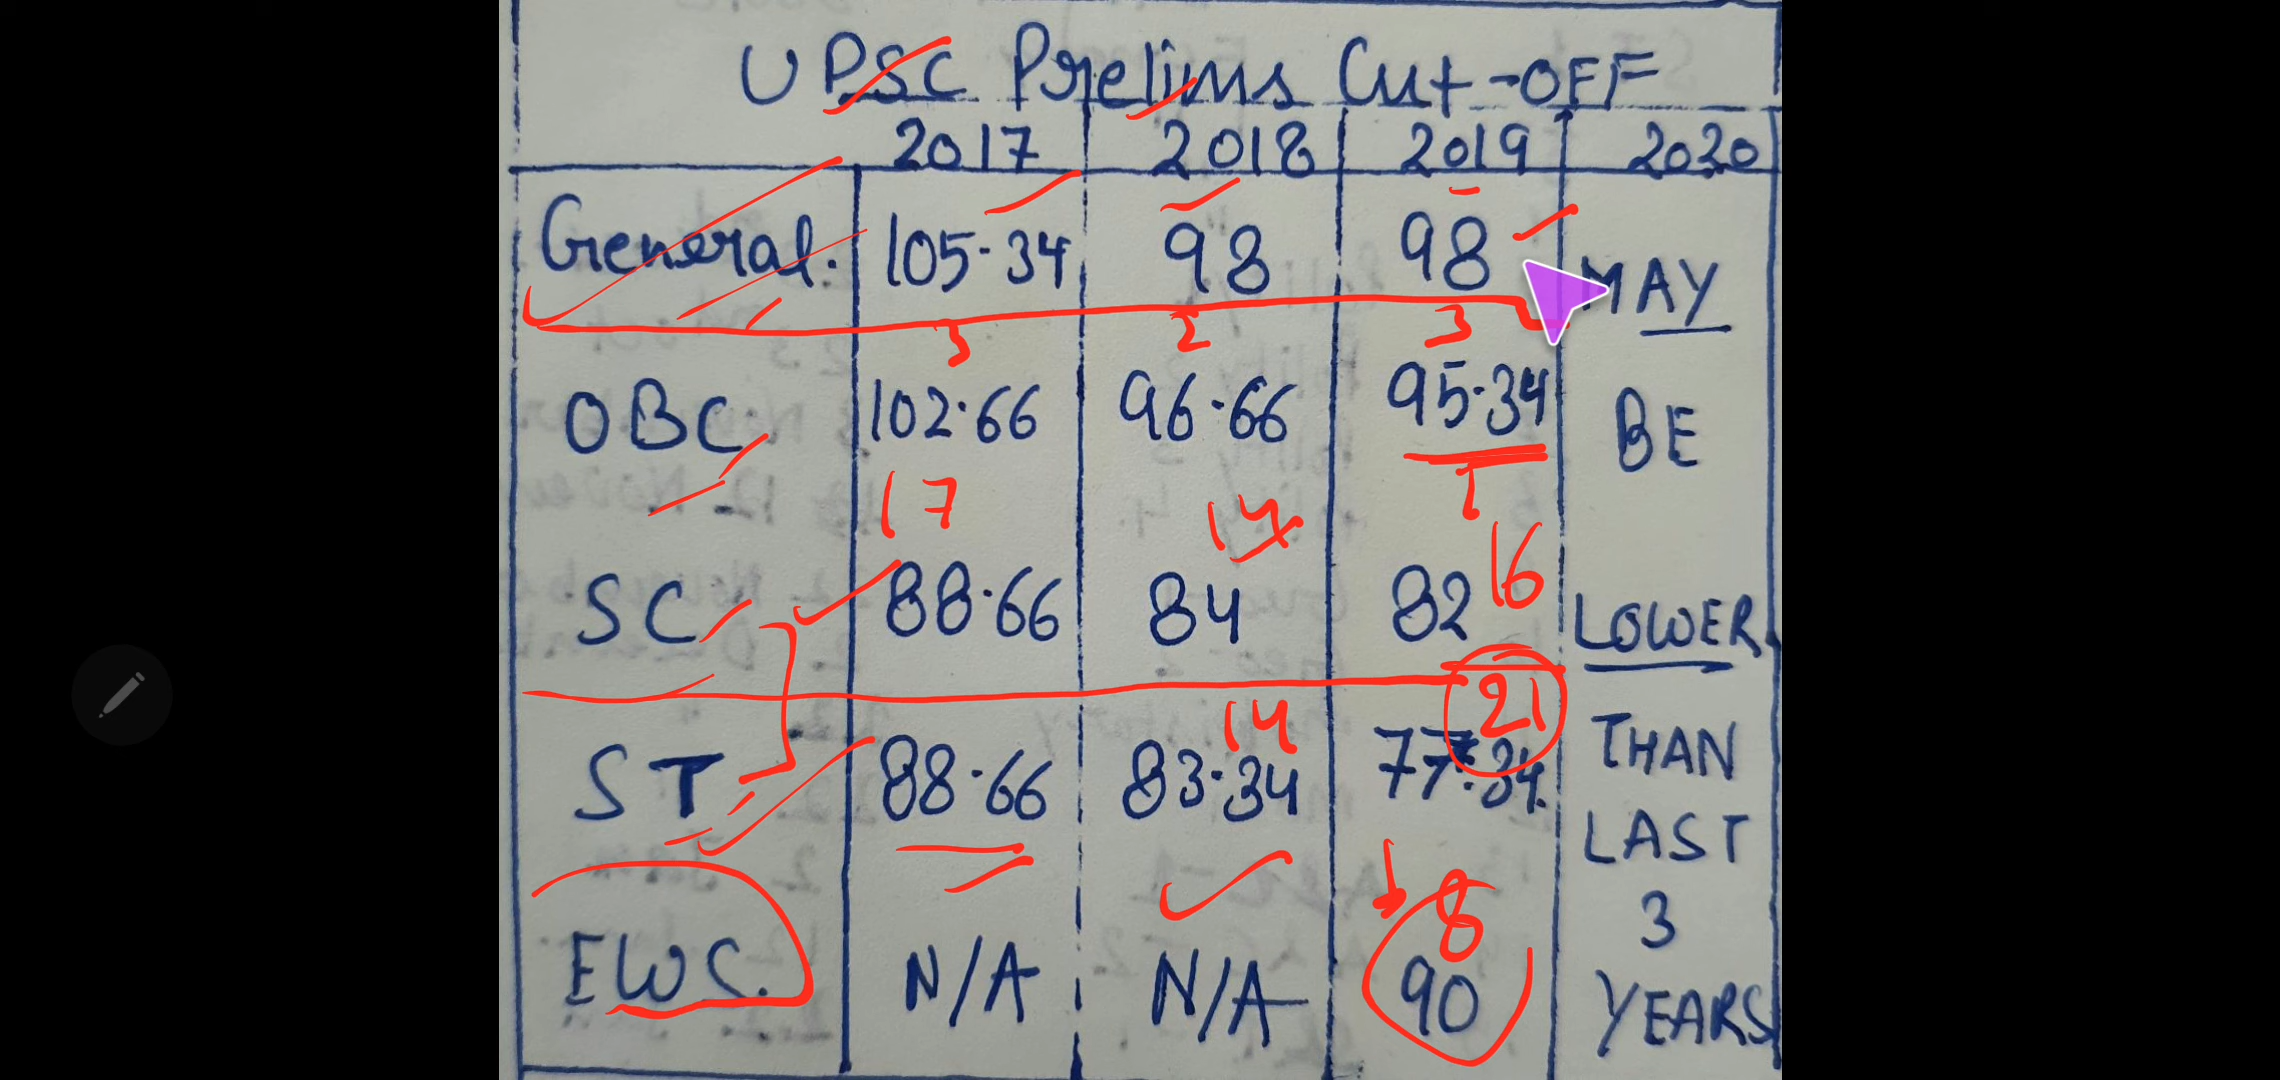 UPSC Prelims Cut-OFF
2017 2018 2019 2020
General. 105.34 98 98 MAY
3 2 3
OBC 102.66 96.66 95.34 BE
17 14 16
SC 88.66 84 82 LOWER
14 21
ST 88.66 83.34 77.34 THAN
LAST
8 3
EWS. N/A N/A 90 YEARS